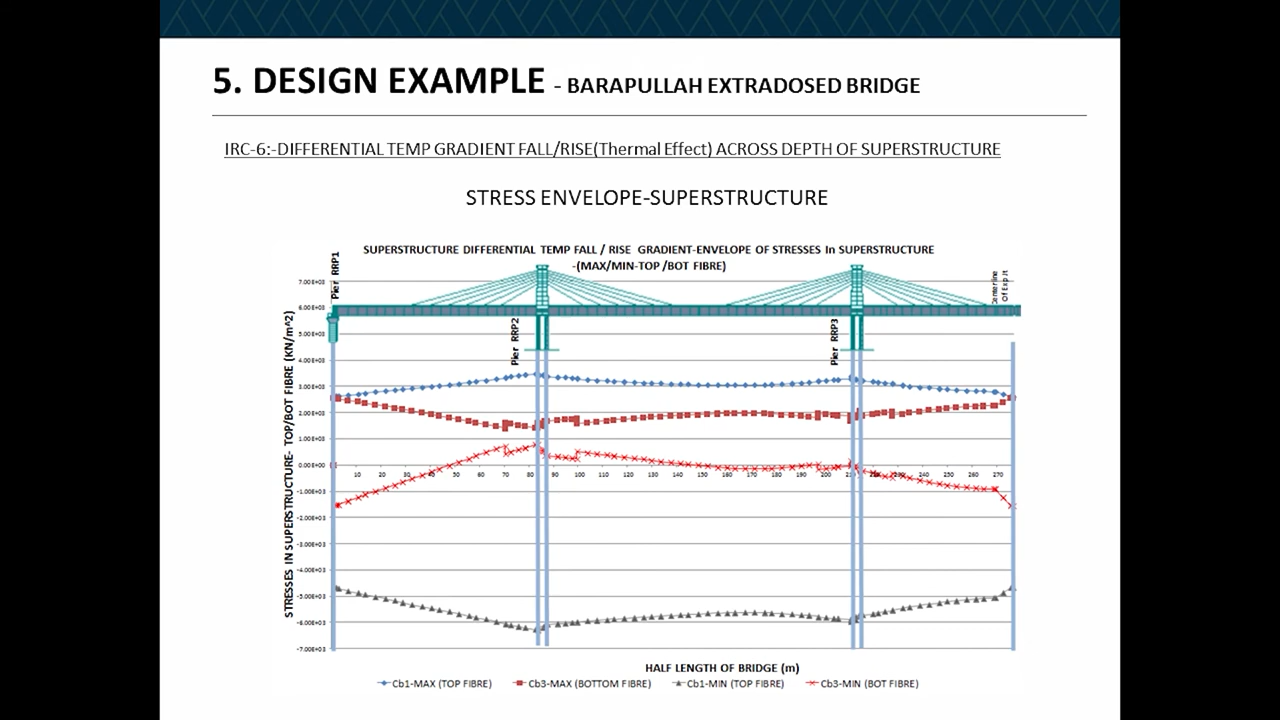 5. DESIGN EXAMPLE - BARAPULLAH EXTRADOSED BRIDGE
IRC-6:-DIFFERENTIAL TEMP GRADIENT FALL/RISE(Thermal Effect) ACROSS DEPTH OF SUPERSTRUCTURE
STRESS ENVELOPE-SUPERSTRUCTURE
SUPERSTRUCTURE DIFFERENTIAL TEMP FALL / RISE GRADIENT-ENVELOPE OF STRESSES In SUPERSTRUCTURE
-(MAX/MIN-TOP /BOT FIBRE)
Pier RRP1
Pier RRP2
Pier RRP3
Centerline
Of Exp Jt
STRESSES IN SUPERSTRUCTURE- TOP/BOT FIBRE (KN/m^2)
7.00E+03
6.00E+03
5.00E+03
4.00E+03
3.00E+03
2.00E+03
1.00E+03
0.00E+00
-1.00E+03
-2.00E+03
-3.00E+03
-4.00E+03
-5.00E+03
-6.00E+03
-7.00E+03
10 20 30 40 50 60 70 80 90 100 110 120 130 140 150 160 170 180 190 200 210 220 230 240 250 260 270
HALF LENGTH OF BRIDGE (m)
Cb1-MAX (TOP FIBRE) Cb3-MAX (BOTTOM FIBRE) Cb1-MIN (TOP FIBRE) Cb3-MIN (BOT FIBRE)